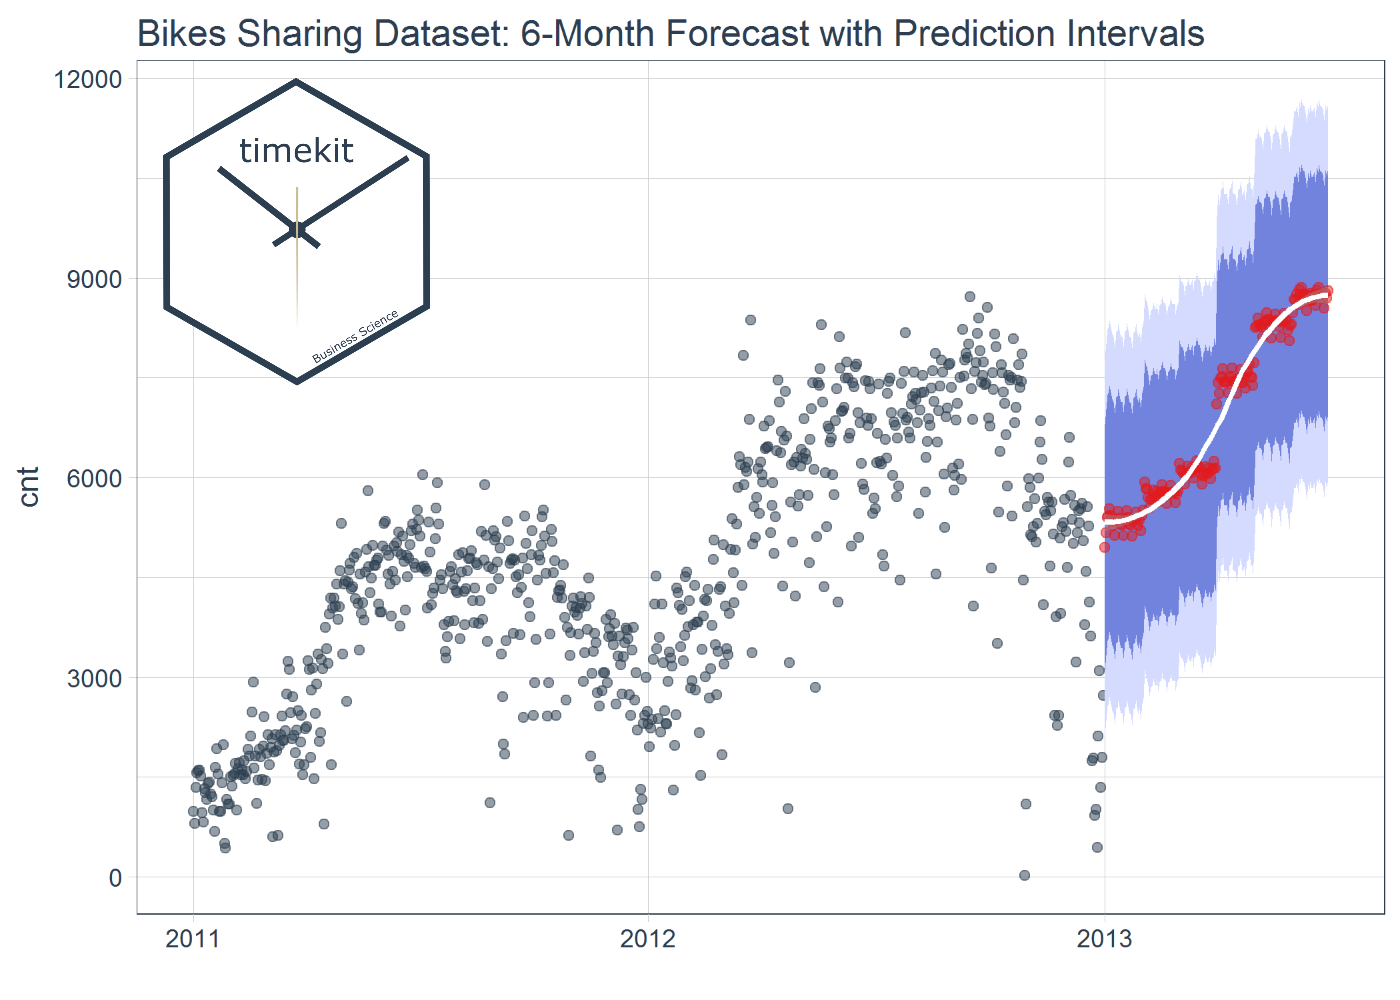 Bikes Sharing Dataset: 6-Month Forecast with Prediction Intervals
12000
timekit
9000
Business Science
6000
cnt
3000
0
2011 2012 2013